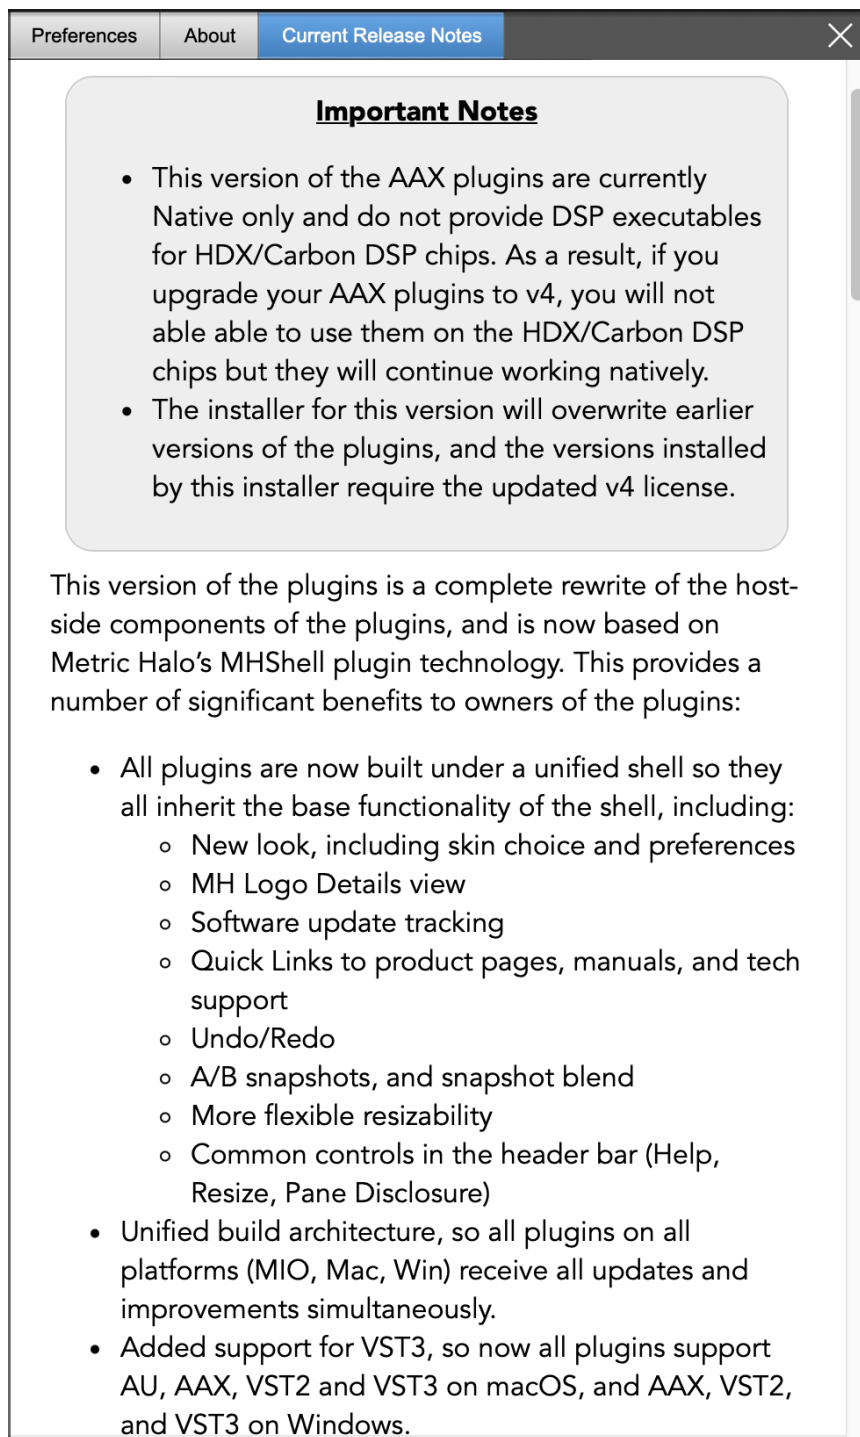 Preferences
About
Current Release Notes
Important Notes
• This version of the AAX plugins are currently
Native only and do not provide DSP executables
for HDX/Carbon DSP chips. As a result, if you
upgrade your AAX plugins to v4, you will not
able able to use them on the HDX/Carbon DSP
chips but they will continue working natively.
• The installer for this version will overwrite earlier
versions of the plugins, and the versions installed
by this installer require the updated v4 license.
This version of the plugins is a complete rewrite of the host-
side components of the plugins, and is now based on
Metric Halo’s MHShell plugin technology. This provides a
number of significant benefits to owners of the plugins:
• All plugins are now built under a unified shell so they
all inherit the base functionality of the shell, including:
◦ New look, including skin choice and preferences
◦ MH Logo Details view
◦ Software update tracking
◦ Quick Links to product pages, manuals, and tech
support
◦ Undo/Redo
◦ A/B snapshots, and snapshot blend
◦ More flexible resizability
◦ Common controls in the header bar (Help,
Resize, Pane Disclosure)
• Unified build architecture, so all plugins on all
platforms (MIO, Mac, Win) receive all updates and
improvements simultaneously.
• Added support for VST3, so now all plugins support
AU, AAX, VST2 and VST3 on macOS, and AAX, VST2,
and VST3 on Windows.